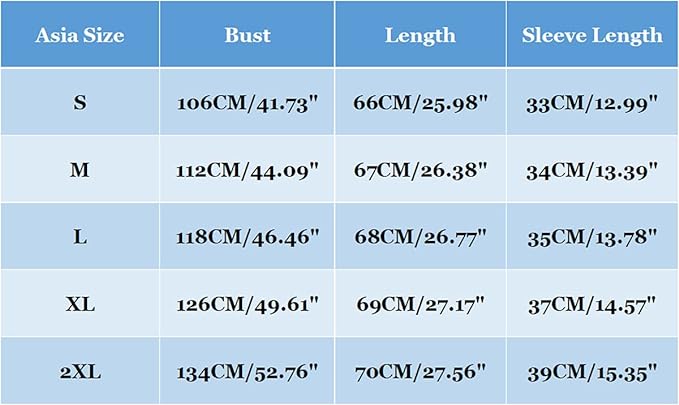 Asia Size Bust Length Sleeve Length
S 106CM/41.73" 66CM/25.98" 33CM/12.99"
M 112CM/44.09" 67CM/26.38" 34CM/13.39"
L 118CM/46.46" 68CM/26.77" 35CM/13.78"
XL 126CM/49.61" 69CM/27.17" 37CM/14.57"
2XL 134CM/52.76" 70CM/27.56" 39CM/15.35"